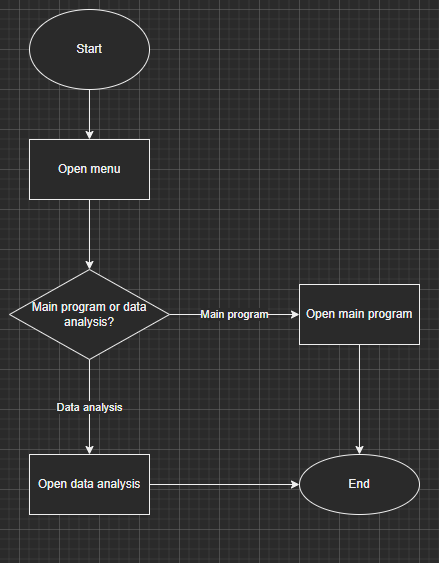 Start
Open menu
Main program or data
analysis?
Main program
Open main program
Data analysis
Open data analysis
End